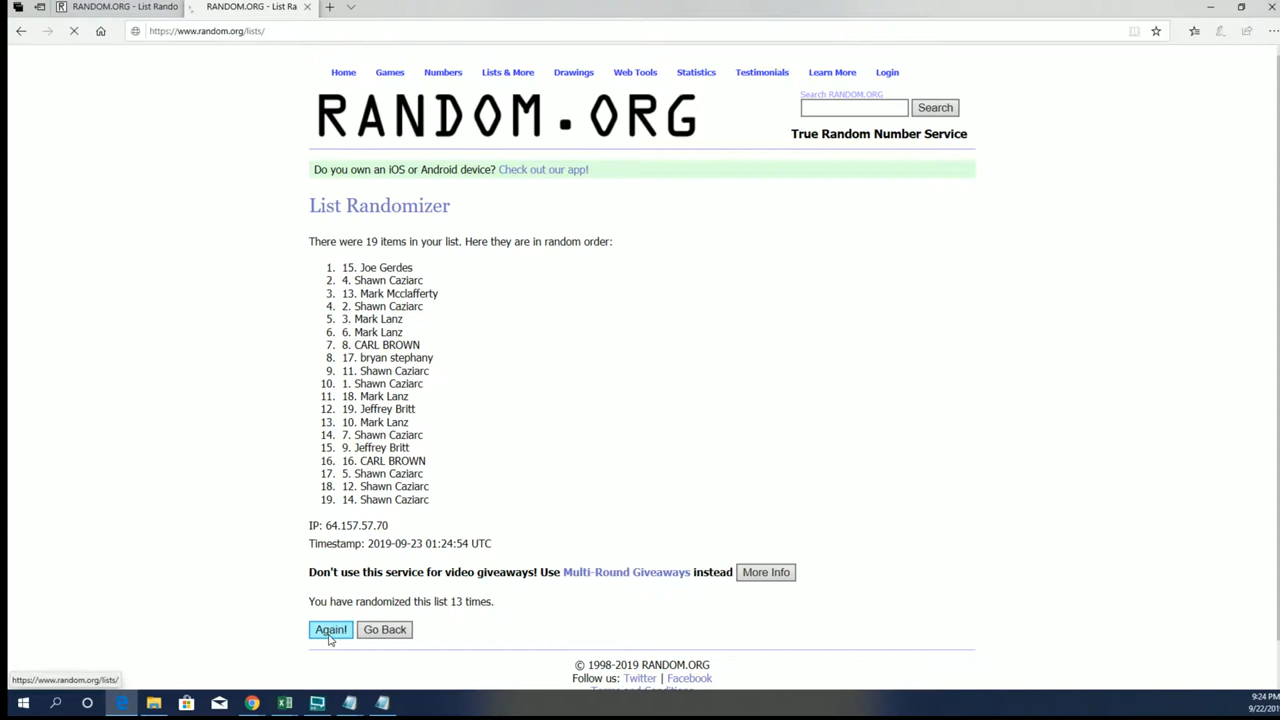 RANDOM.ORG - List Rando
RANDOM.ORG - List Ra
https://www.random.org/lists/
Home Games Numbers Lists & More Drawings Web Tools Statistics Testimonials Learn More Login
RANDOM.ORG
Search RANDOM.ORG
Search
True Random Number Service
Do you own an iOS or Android device? Check out our app!
List Randomizer
There were 19 items in your list. Here they are in random order:
1. 15. Joe Gerdes
2. 4. Shawn Caziarc
3. 13. Mark Mcclafferty
4. 2. Shawn Caziarc
5. 3. Mark Lanz
6. 6. Mark Lanz
7. 8. CARL BROWN
8. 17. bryan stephany
9. 11. Shawn Caziarc
10. 1. Shawn Caziarc
11. 18. Mark Lanz
12. 19. Jeffrey Britt
13. 10. Mark Lanz
14. 7. Shawn Caziarc
15. 9. Jeffrey Britt
16. 16. CARL BROWN
17. 5. Shawn Caziarc
18. 12. Shawn Caziarc
19. 14. Shawn Caziarc
IP: 64.157.57.70
Timestamp: 2019-09-23 01:24:54 UTC
Don't use this service for video giveaways! Use Multi-Round Giveaways instead More Info
You have randomized this list 13 times.
Again! Go Back
© 1998-2019 RANDOM.ORG
Follow us: Twitter | Facebook
Terms and Conditions
https://www.random.org/lists/
9:24 PM
9/22/201